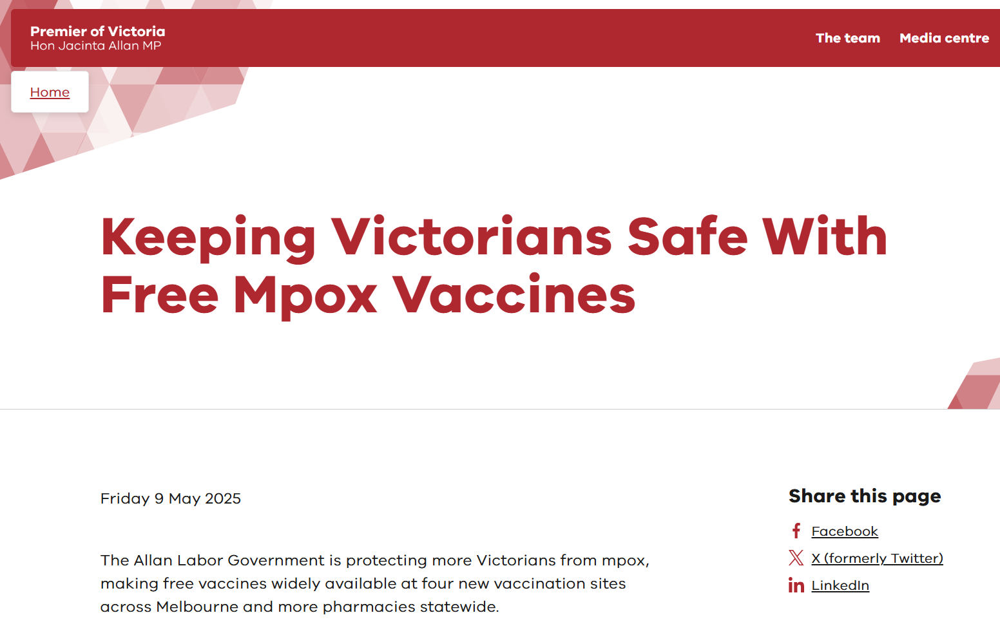 Premier of Victoria
Hon Jacinta Allan MP
The team
Media centre
Home
Keeping Victorians Safe With
Free Mpox Vaccines
Friday 9 May 2025
The Allan Labor Government is protecting more Victorians from mpox,
making free vaccines widely available at four new vaccination sites
across Melbourne and more pharmacies statewide.
Share this page
Facebook
X (formerly Twitter)
LinkedIn